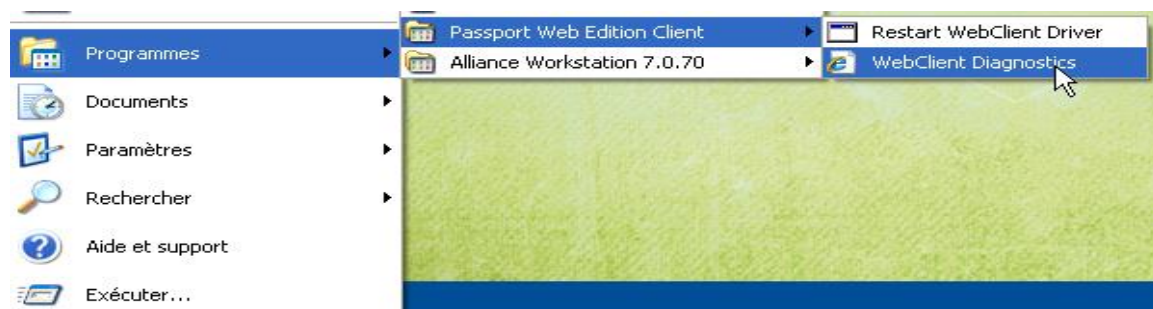 Programmes
Documents
Paramètres
Rechercher
Aide et support
Exécuter...
Passport Web Edition Client
Alliance Workstation 7.0.70
Restart WebClient Driver
WebClient Diagnostics